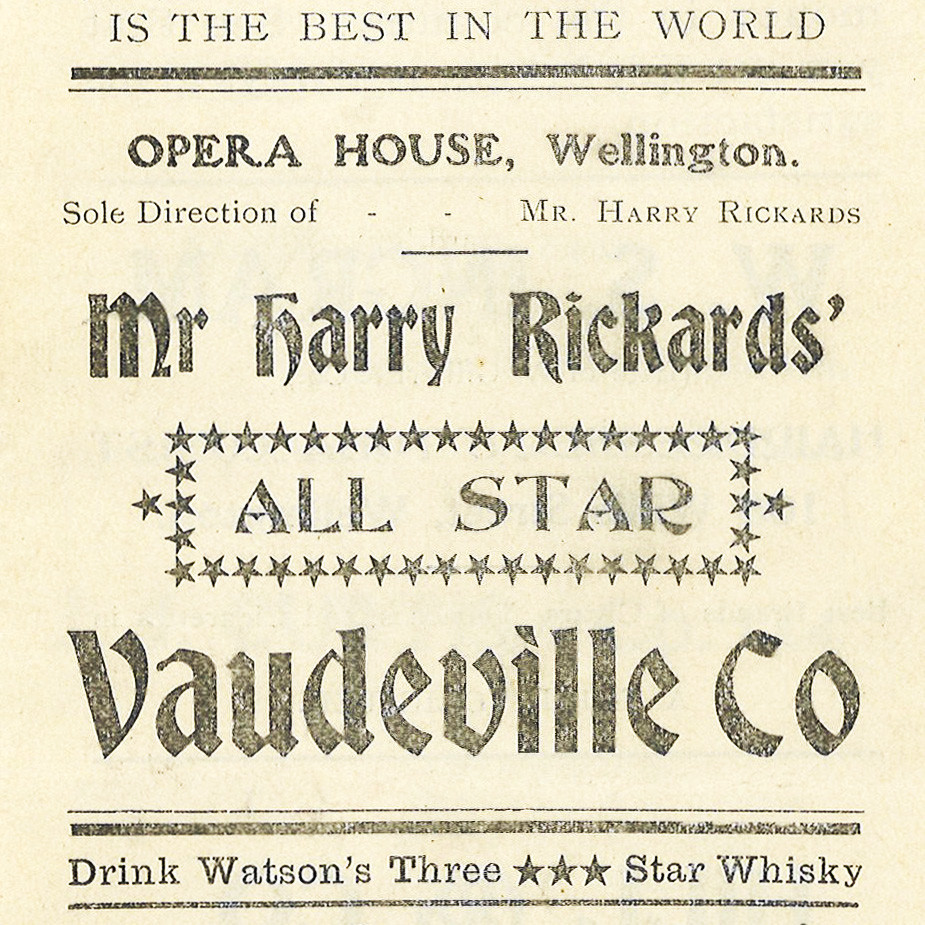 IS THE BEST IN THE WORLD
OPERA HOUSE, Wellington.
Sole Direction of - - MR. HARRY RICKARDS
Mr Harry Rickards'
ALL STAR
Vaudeville Co
Drink Watson's Three ★★★ Star Whisky